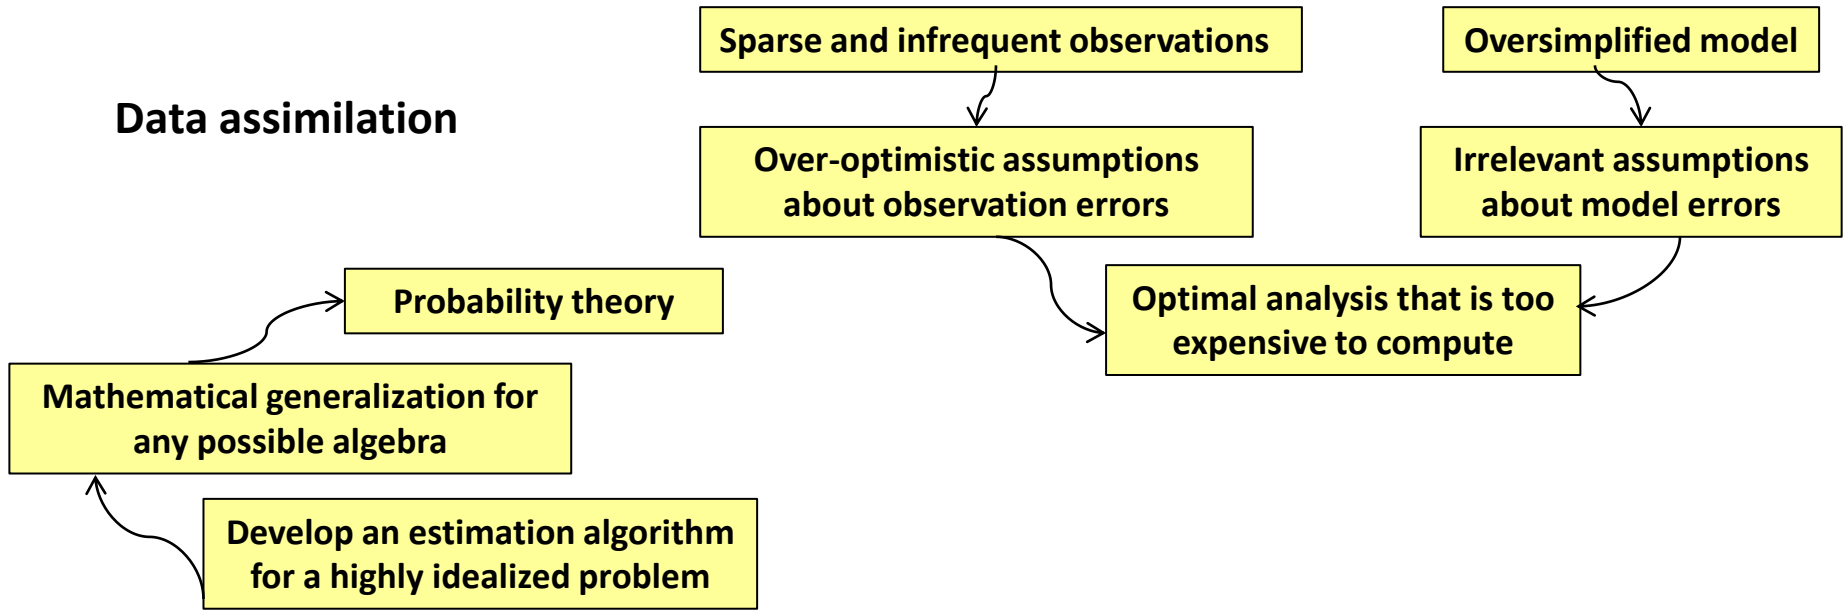 Data assimilation
Sparse and infrequent observations
Oversimplified model
Over-optimistic assumptions
about observation errors
Irrelevant assumptions
about model errors
Optimal analysis that is too
expensive to compute
Probability theory
Mathematical generalization for
any possible algebra
Develop an estimation algorithm
for a highly idealized problem